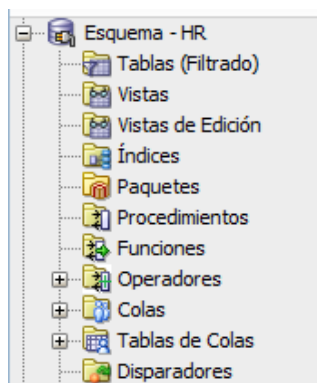 Esquema - HR
Tablas (Filtrado)
Vistas
Vistas de Edición
Índices
Paquetes
Procedimientos
Funciones
Operadores
Colas
Tablas de Colas
Disparadores